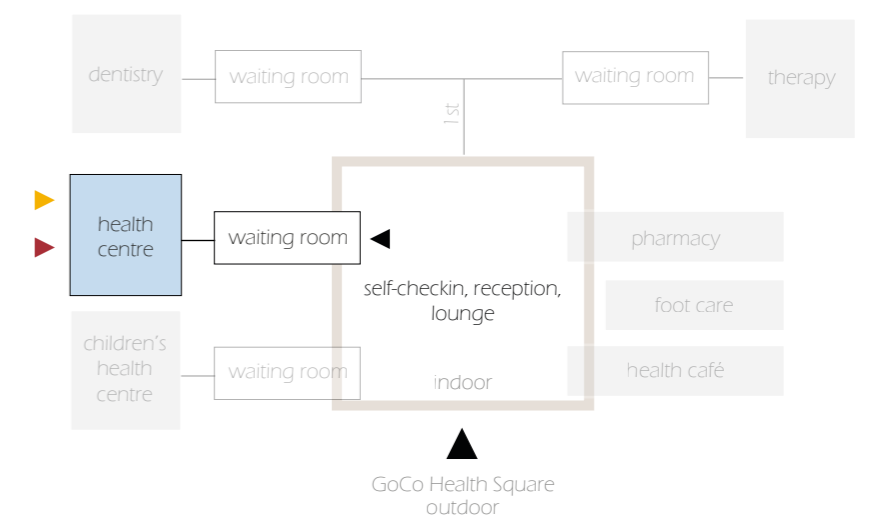 dentistry
waiting room
waiting room
therapy
1st
health
centre
waiting room
pharmacy
self-checkin, reception,
lounge
foot care
children's
health
centre
waiting room
indoor
health café
GoCo Health Square
outdoor